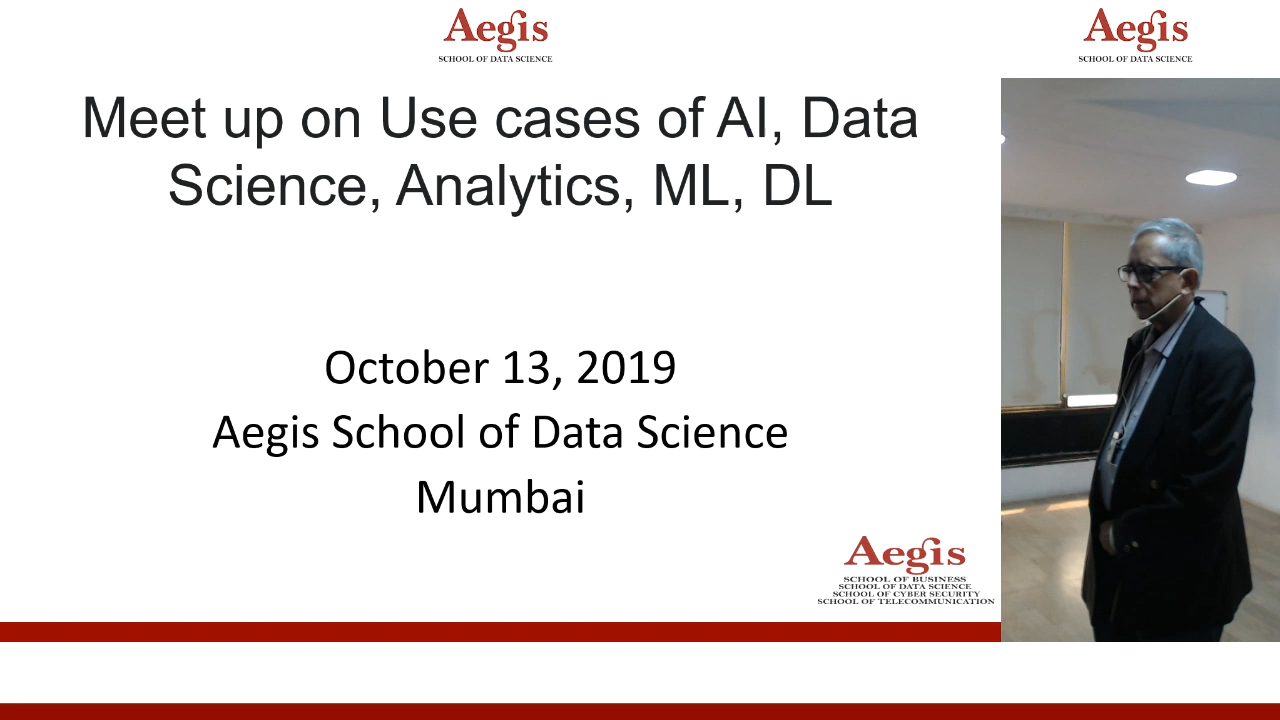 Aegis
SCHOOL OF DATA SCIENCE
Aegis
SCHOOL OF DATA SCIENCE
Meet up on Use cases of AI, Data
Science, Analytics, ML, DL
October 13, 2019
Aegis School of Data Science
Mumbai
Aegis
SCHOOL OF BUSINESS
SCHOOL OF DATA SCIENCE
SCHOOL OF CYBER SECURITY
SCHOOL OF TELECOMMUNICATION